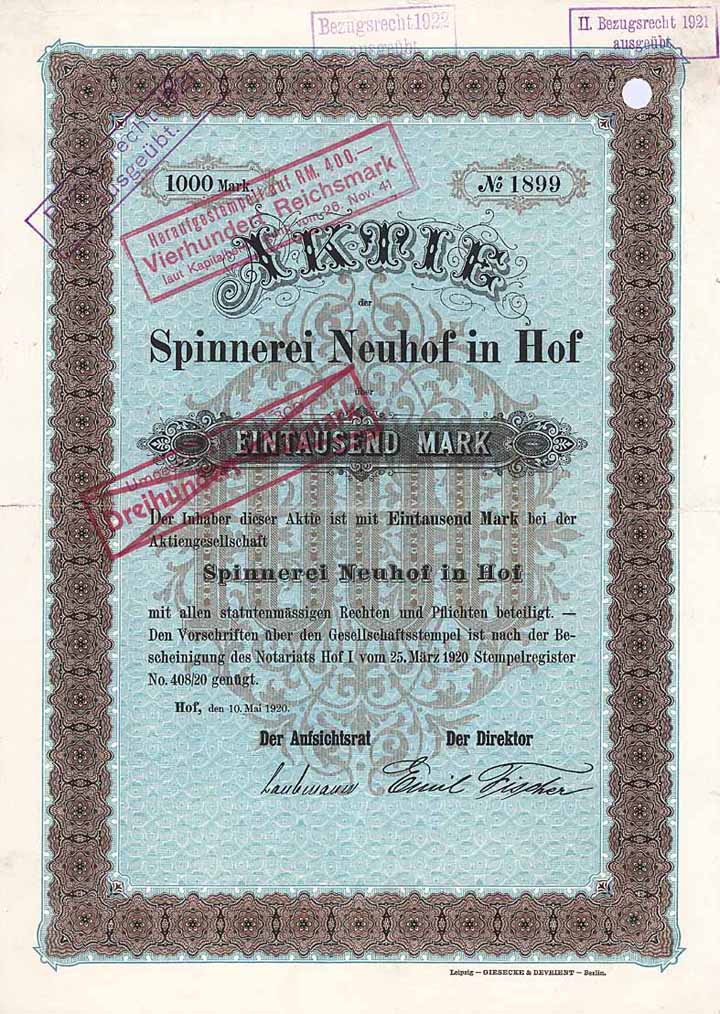 Bezugsrecht 1922
ausgeübt
II. Bezugsrecht 1921
ausgeübt
ausgeübt.
1000 Mark.
№ 1899
Heraufgestempelt auf RM. 400.—
Vierhundert Reichsmark
laut vom 26. Nov. 41
AKTIE
der
Spinnerei Neuhof in Hof
über
EINTAUSEND MARK
1000
Der Inhaber dieser Aktie ist mit Eintausend Mark bei der
Aktiengesellschaft
Spinnerei Neuhof in Hof
mit allen statutenmässigen Rechten und Pflichten beteiligt. —
Den Vorschriften über den Gesellschaftsstempel ist nach der Be-
scheinigung des Notariats Hof I vom 25. März 1920 Stempelregister
No. 408/20 genügt.
Hof, den 10. Mai 1920.
Der Aufsichtsrat Der Direktor
Laubmann Emil Fischer
Leipzig — GIESECKE & DEVRIENT — Berlin.